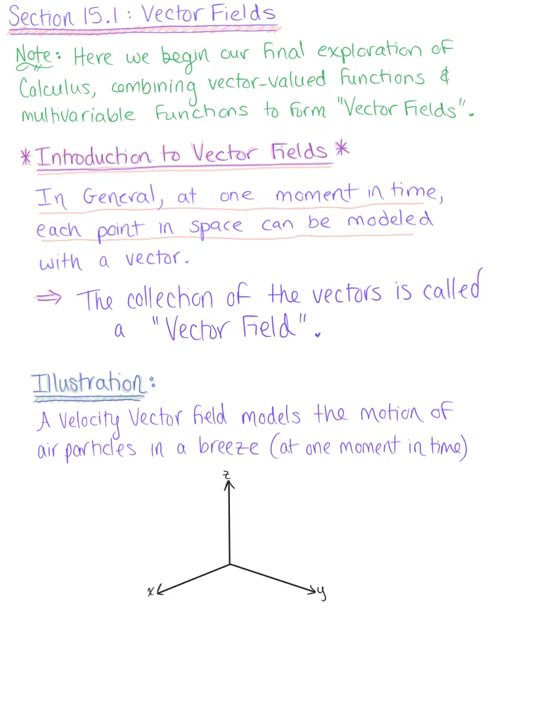 Section 15.1: Vector Fields
Note: Here we begin our final exploration of
Calculus, combining vector-valued functions &
multivariable functions to form "Vector Fields".
*Introduction to Vector Fields*
In General, at one moment in time,
each point in space can be modeled
with a vector.
⇒ The collection of the vectors is called
a "Vector Field".
Illustration:
A Velocity Vector field models the motion of
air particles in a breeze (at one moment in time)
z
x
y